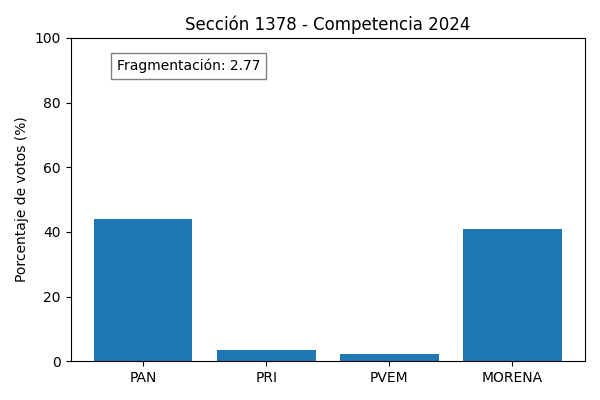 Sección 1378 - Competencia 2024
Fragmentación: 2.77
Porcentaje de votos (%)
100
80
60
40
20
0
PAN PRI PVEM MORENA